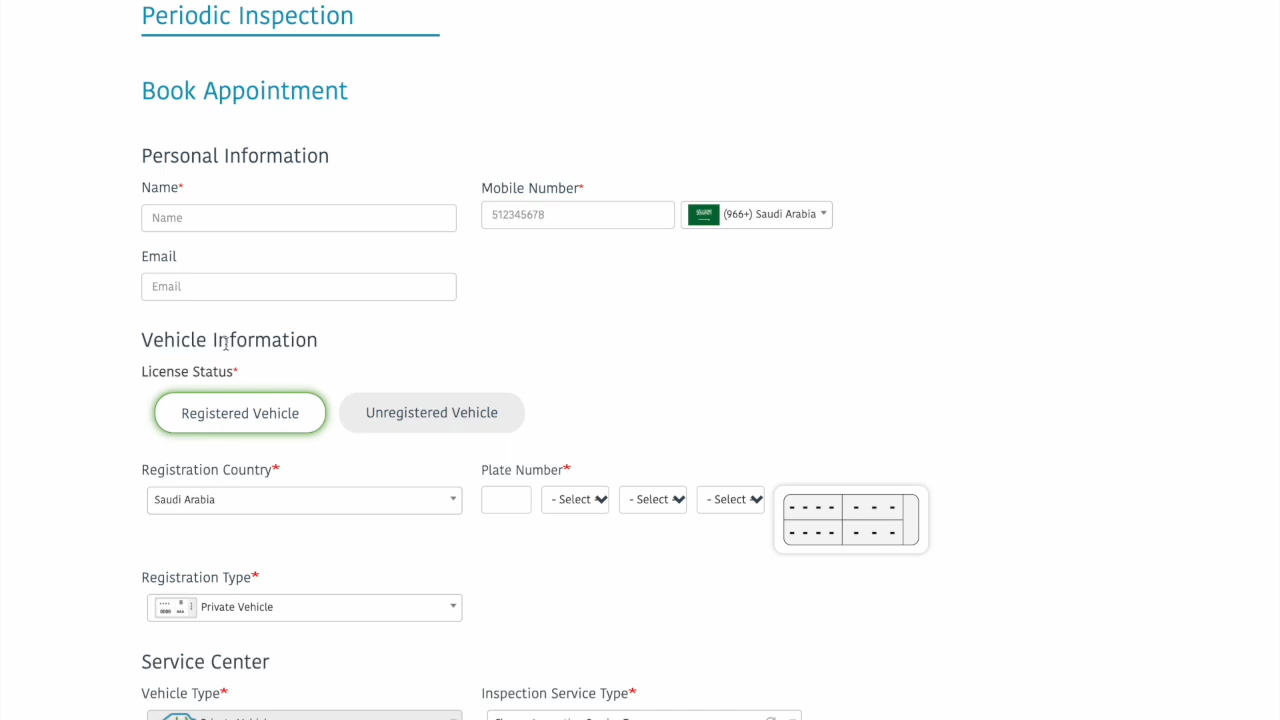 Periodic Inspection
Book Appointment
Personal Information
Name* Mobile Number*
Name 512345678 (966+) Saudi Arabia
Email
Email
Vehicle Information
License Status*
Registered Vehicle Unregistered Vehicle
Registration Country* Plate Number*
Saudi Arabia - Select - Select - Select
- - - - - - -
- - - - - - -
Registration Type*
Private Vehicle
Service Center
Vehicle Type* Inspection Service Type*